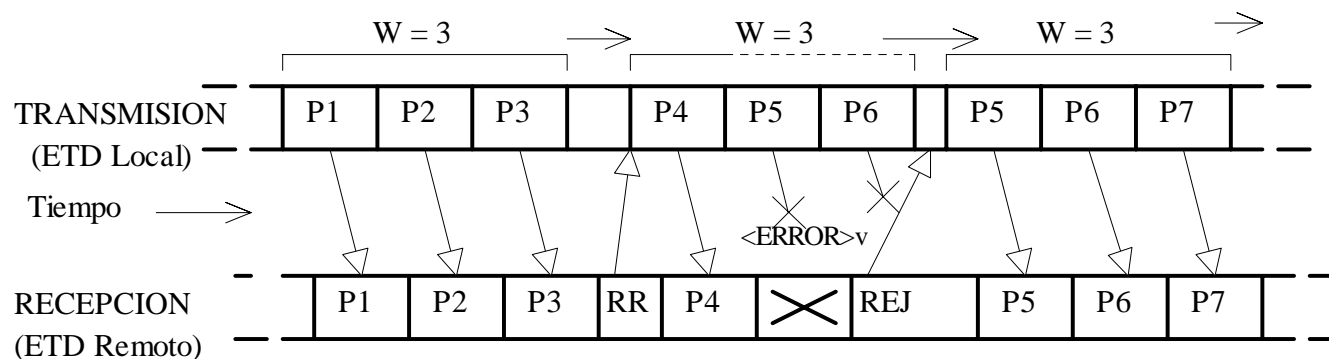 W = 3 W = 3 W = 3
TRANSMISION P1 P2 P3 P4 P5 P6 P5 P6 P7
(ETD Local)
Tiempo
<ERROR>v
RECEPCION P1 P2 P3 RR P4 REJ P5 P6 P7
(ETD Remoto)